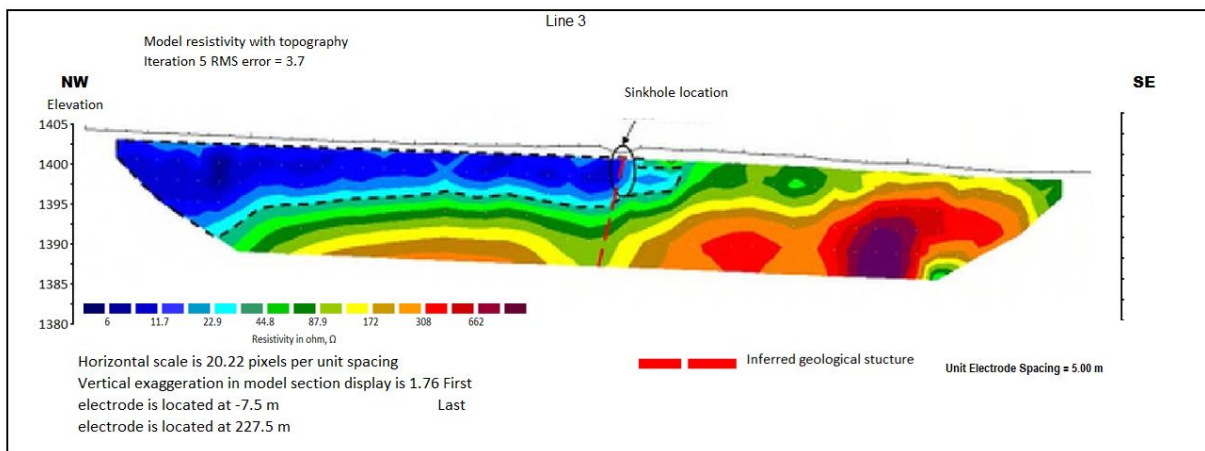 Line 3
Model resistivity with topography
Iteration 5 RMS error = 3.7
NW
SE
Elevation
Sinkhole location
1405
1400
1395
1390
1385
1380
6 11.7 22.9 44.8 87.9 172 308 662
Resistivity in ohm, Ω
Horizontal scale is 20.22 pixels per unit spacing
Vertical exaggeration in model section display is 1.76 First
electrode is located at -7.5 m Last
electrode is located at 227.5 m
Inferred geological stucture
Unit Electrode Spacing = 5.00 m